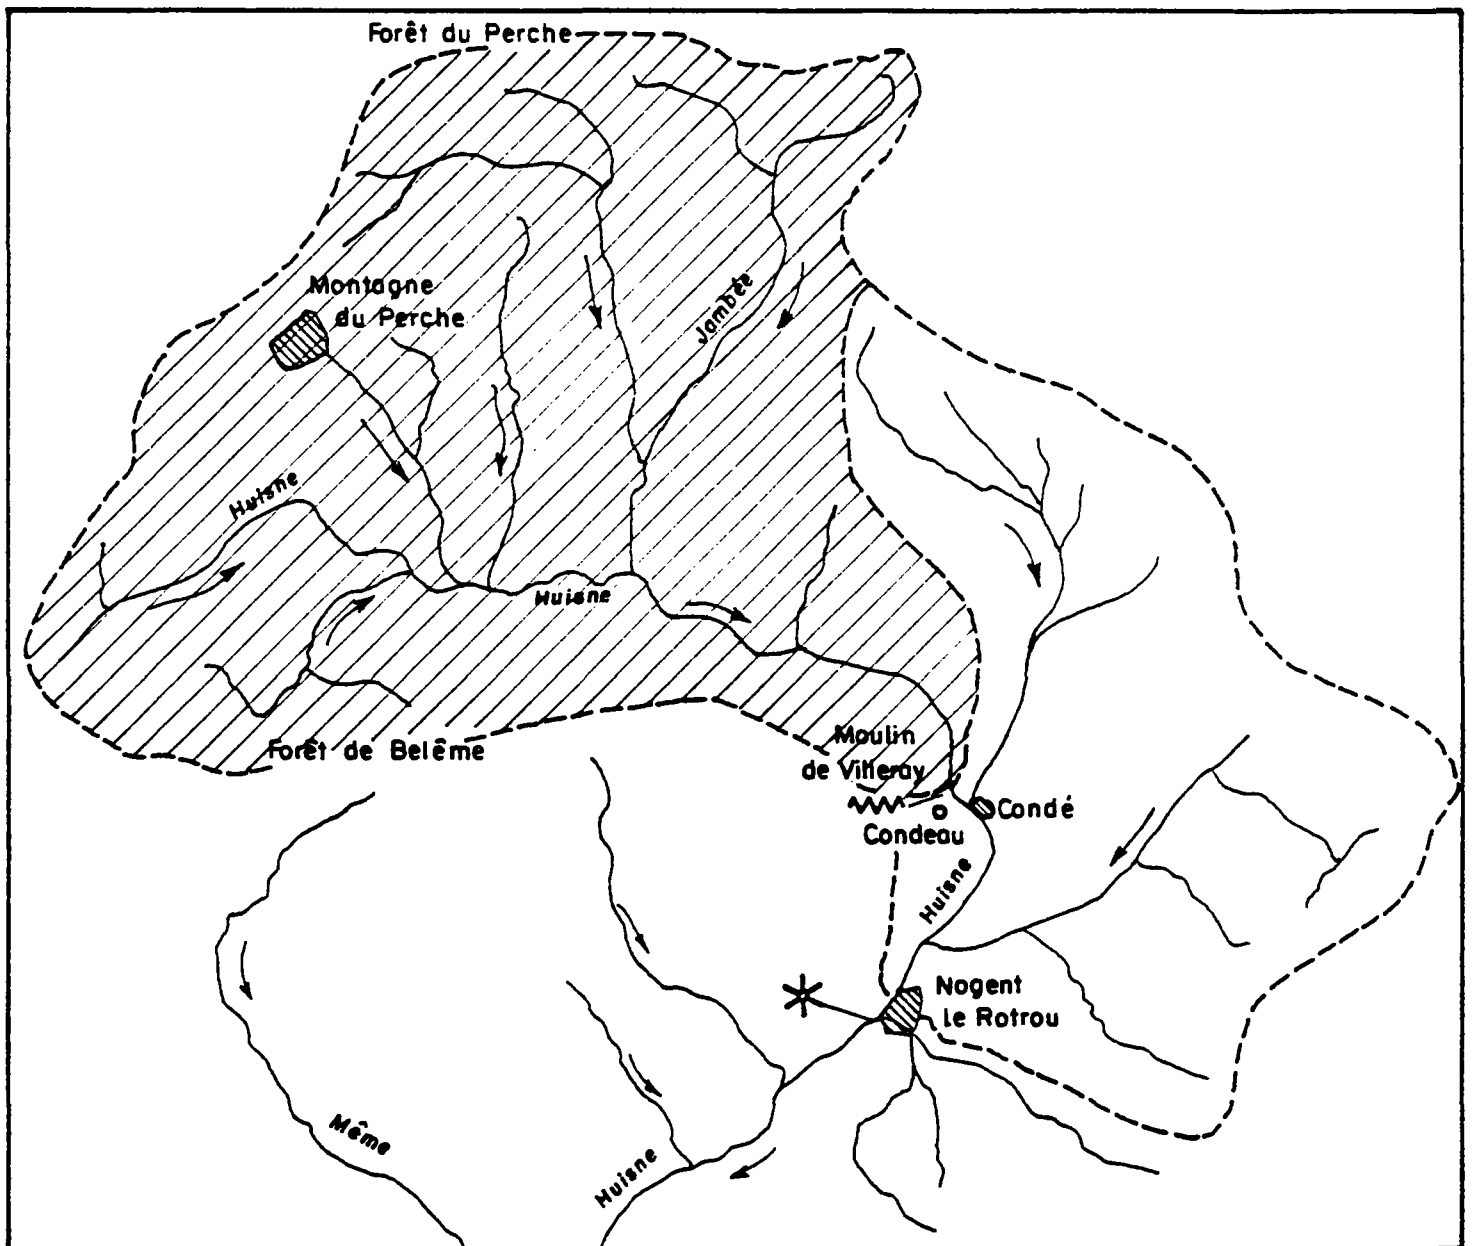 Forêt du Perche
Montagne
du Perche
Jambée
Huisne
Huisne
Forêt de Belême
Moulin
de Villeray
Condé
Condeau
Huisne
Nogent
le Rotrou
Même
Huisne